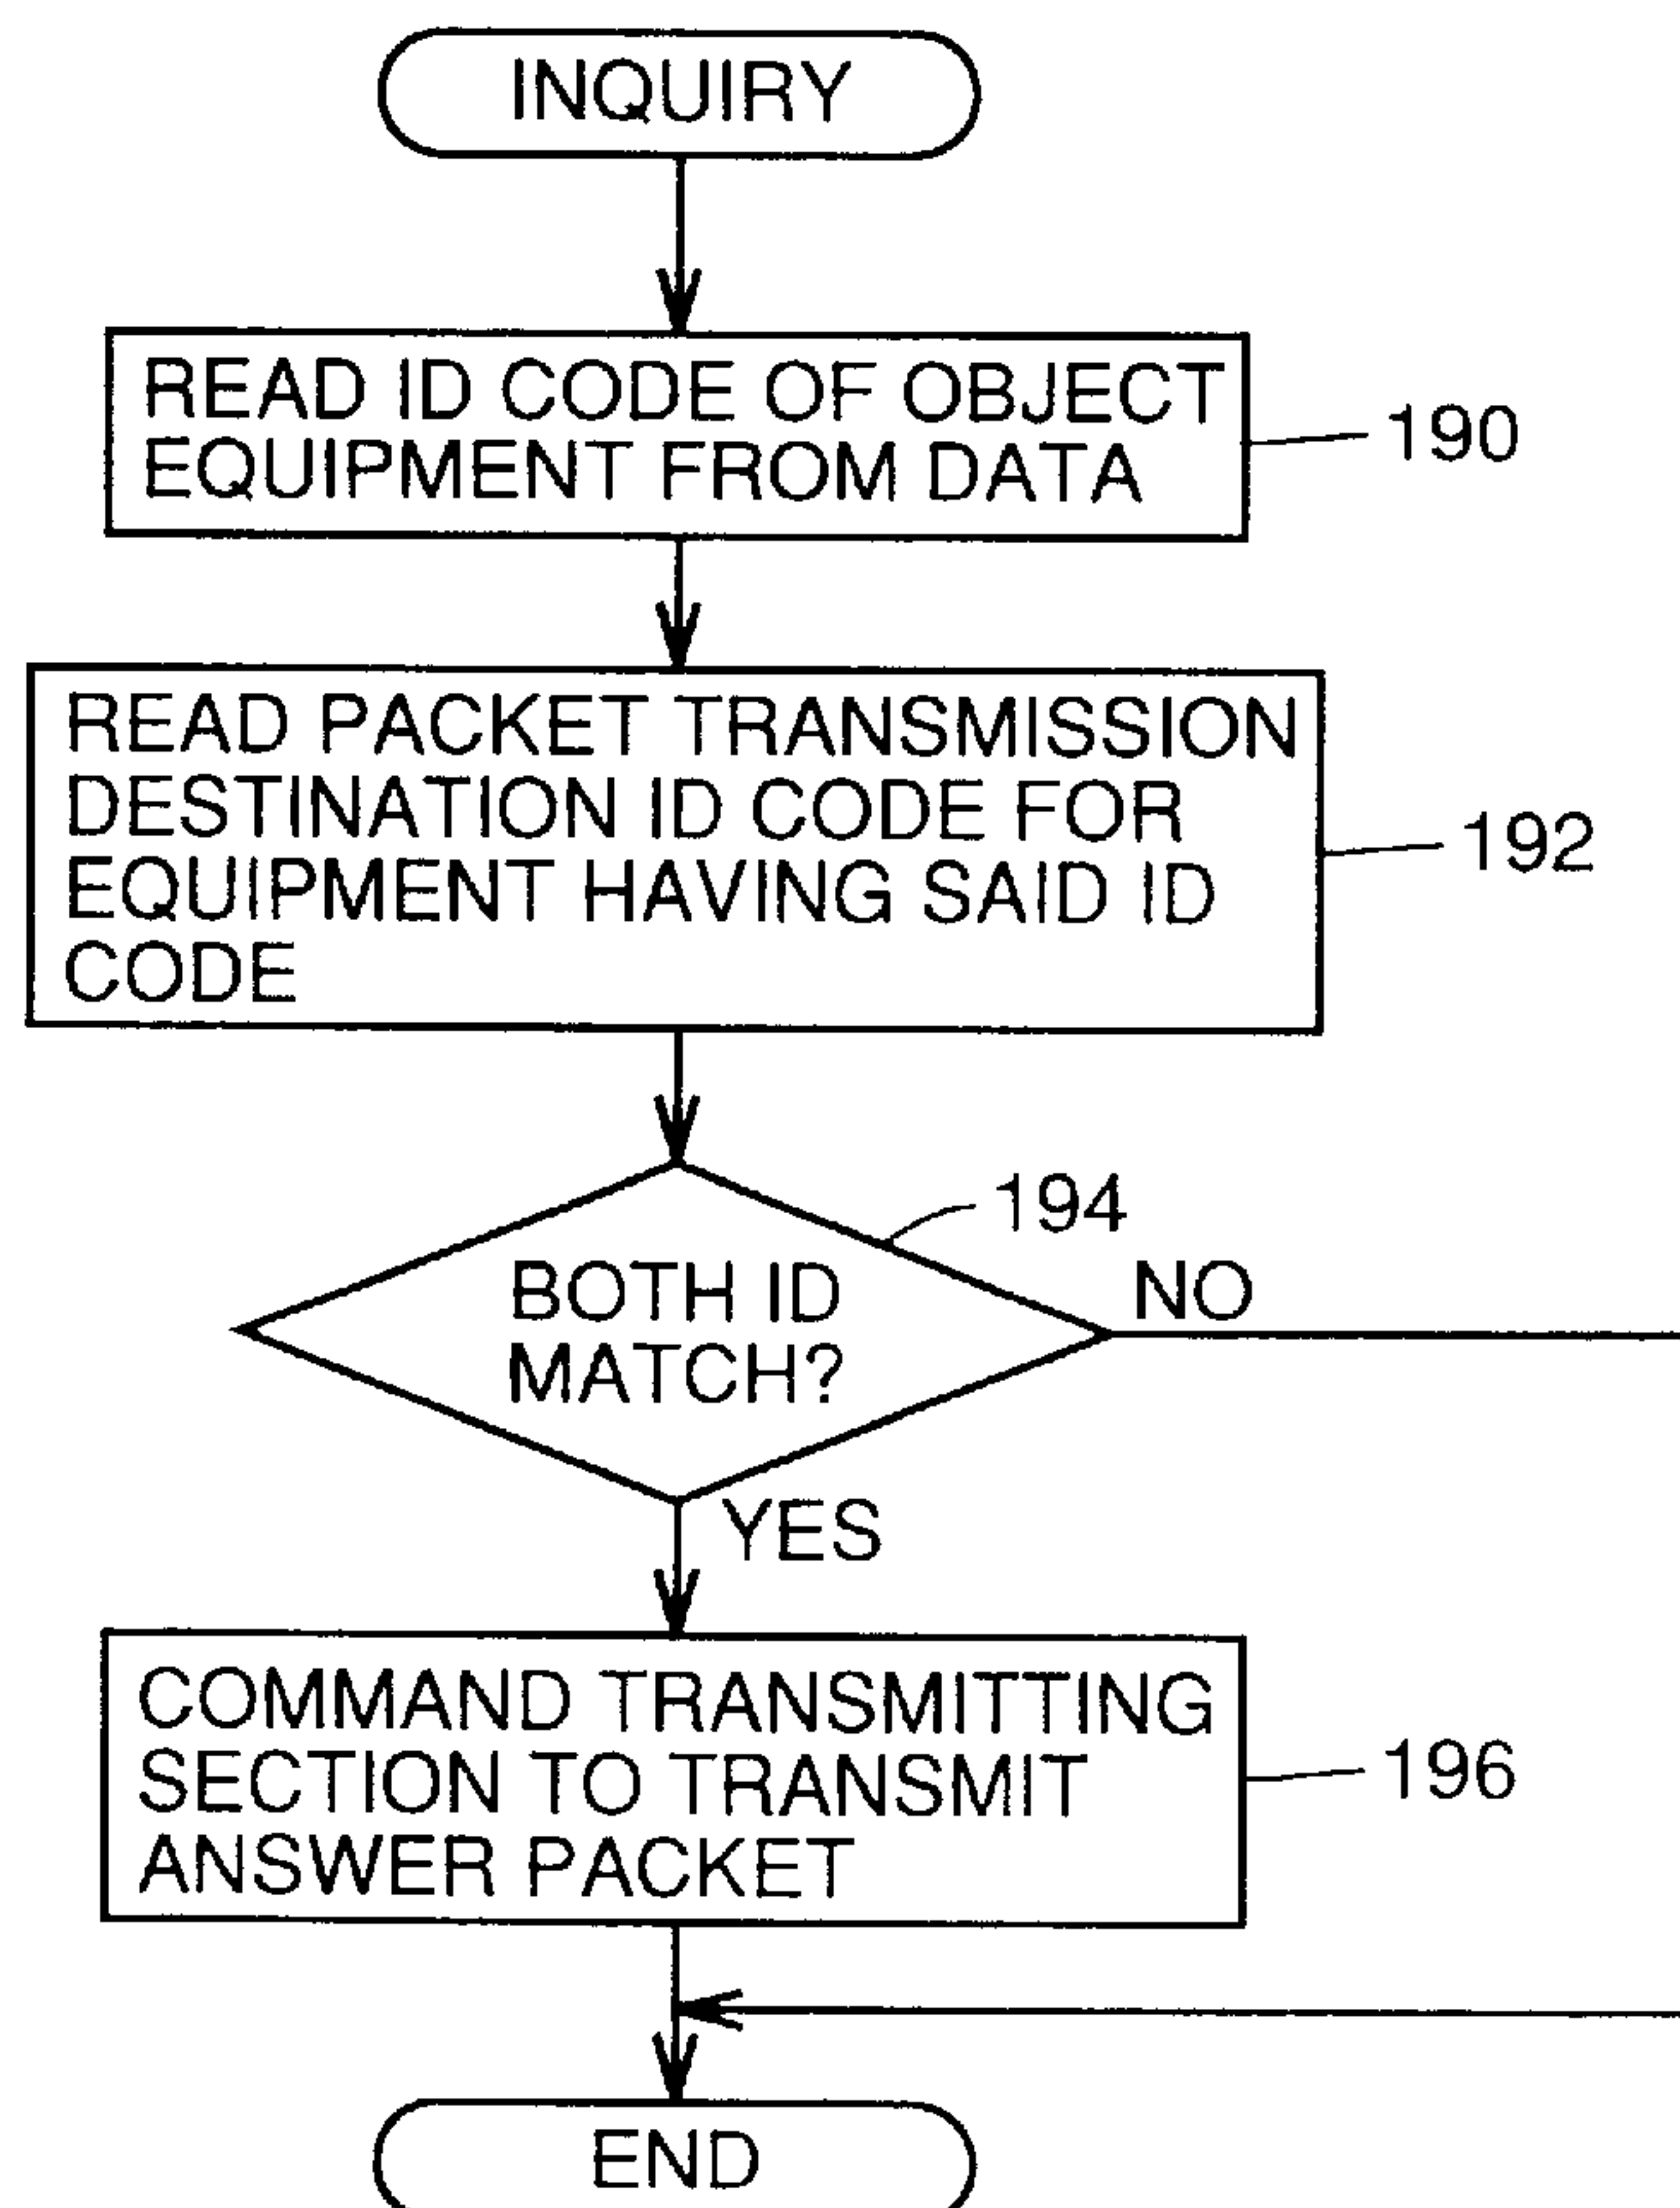 INQUIRY
READ ID CODE OF OBJECT
EQUIPMENT FROM DATA
190
READ PACKET TRANSMISSION
DESTINATION ID CODE FOR
EQUIPMENT HAVING SAID ID
CODE
192
194
BOTH ID
MATCH?
NO
YES
COMMAND TRANSMITTING
SECTION TO TRANSMIT
ANSWER PACKET
196
END